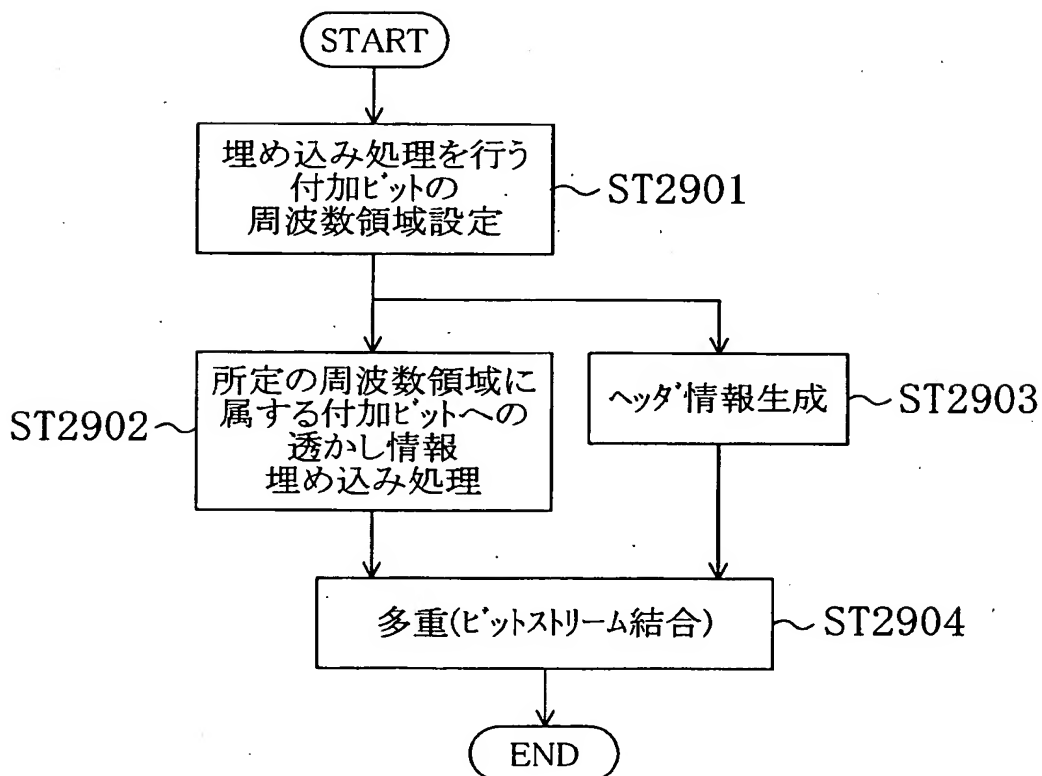 START
埋め込み処理を行う
付加ビットの
周波数領域設定
ST2901
所定の周波数領域に
属する付加ビットへの
透かし情報
埋め込み処理
ST2902
ヘッダ情報生成
ST2903
多重(ビットストリーム結合)
ST2904
END